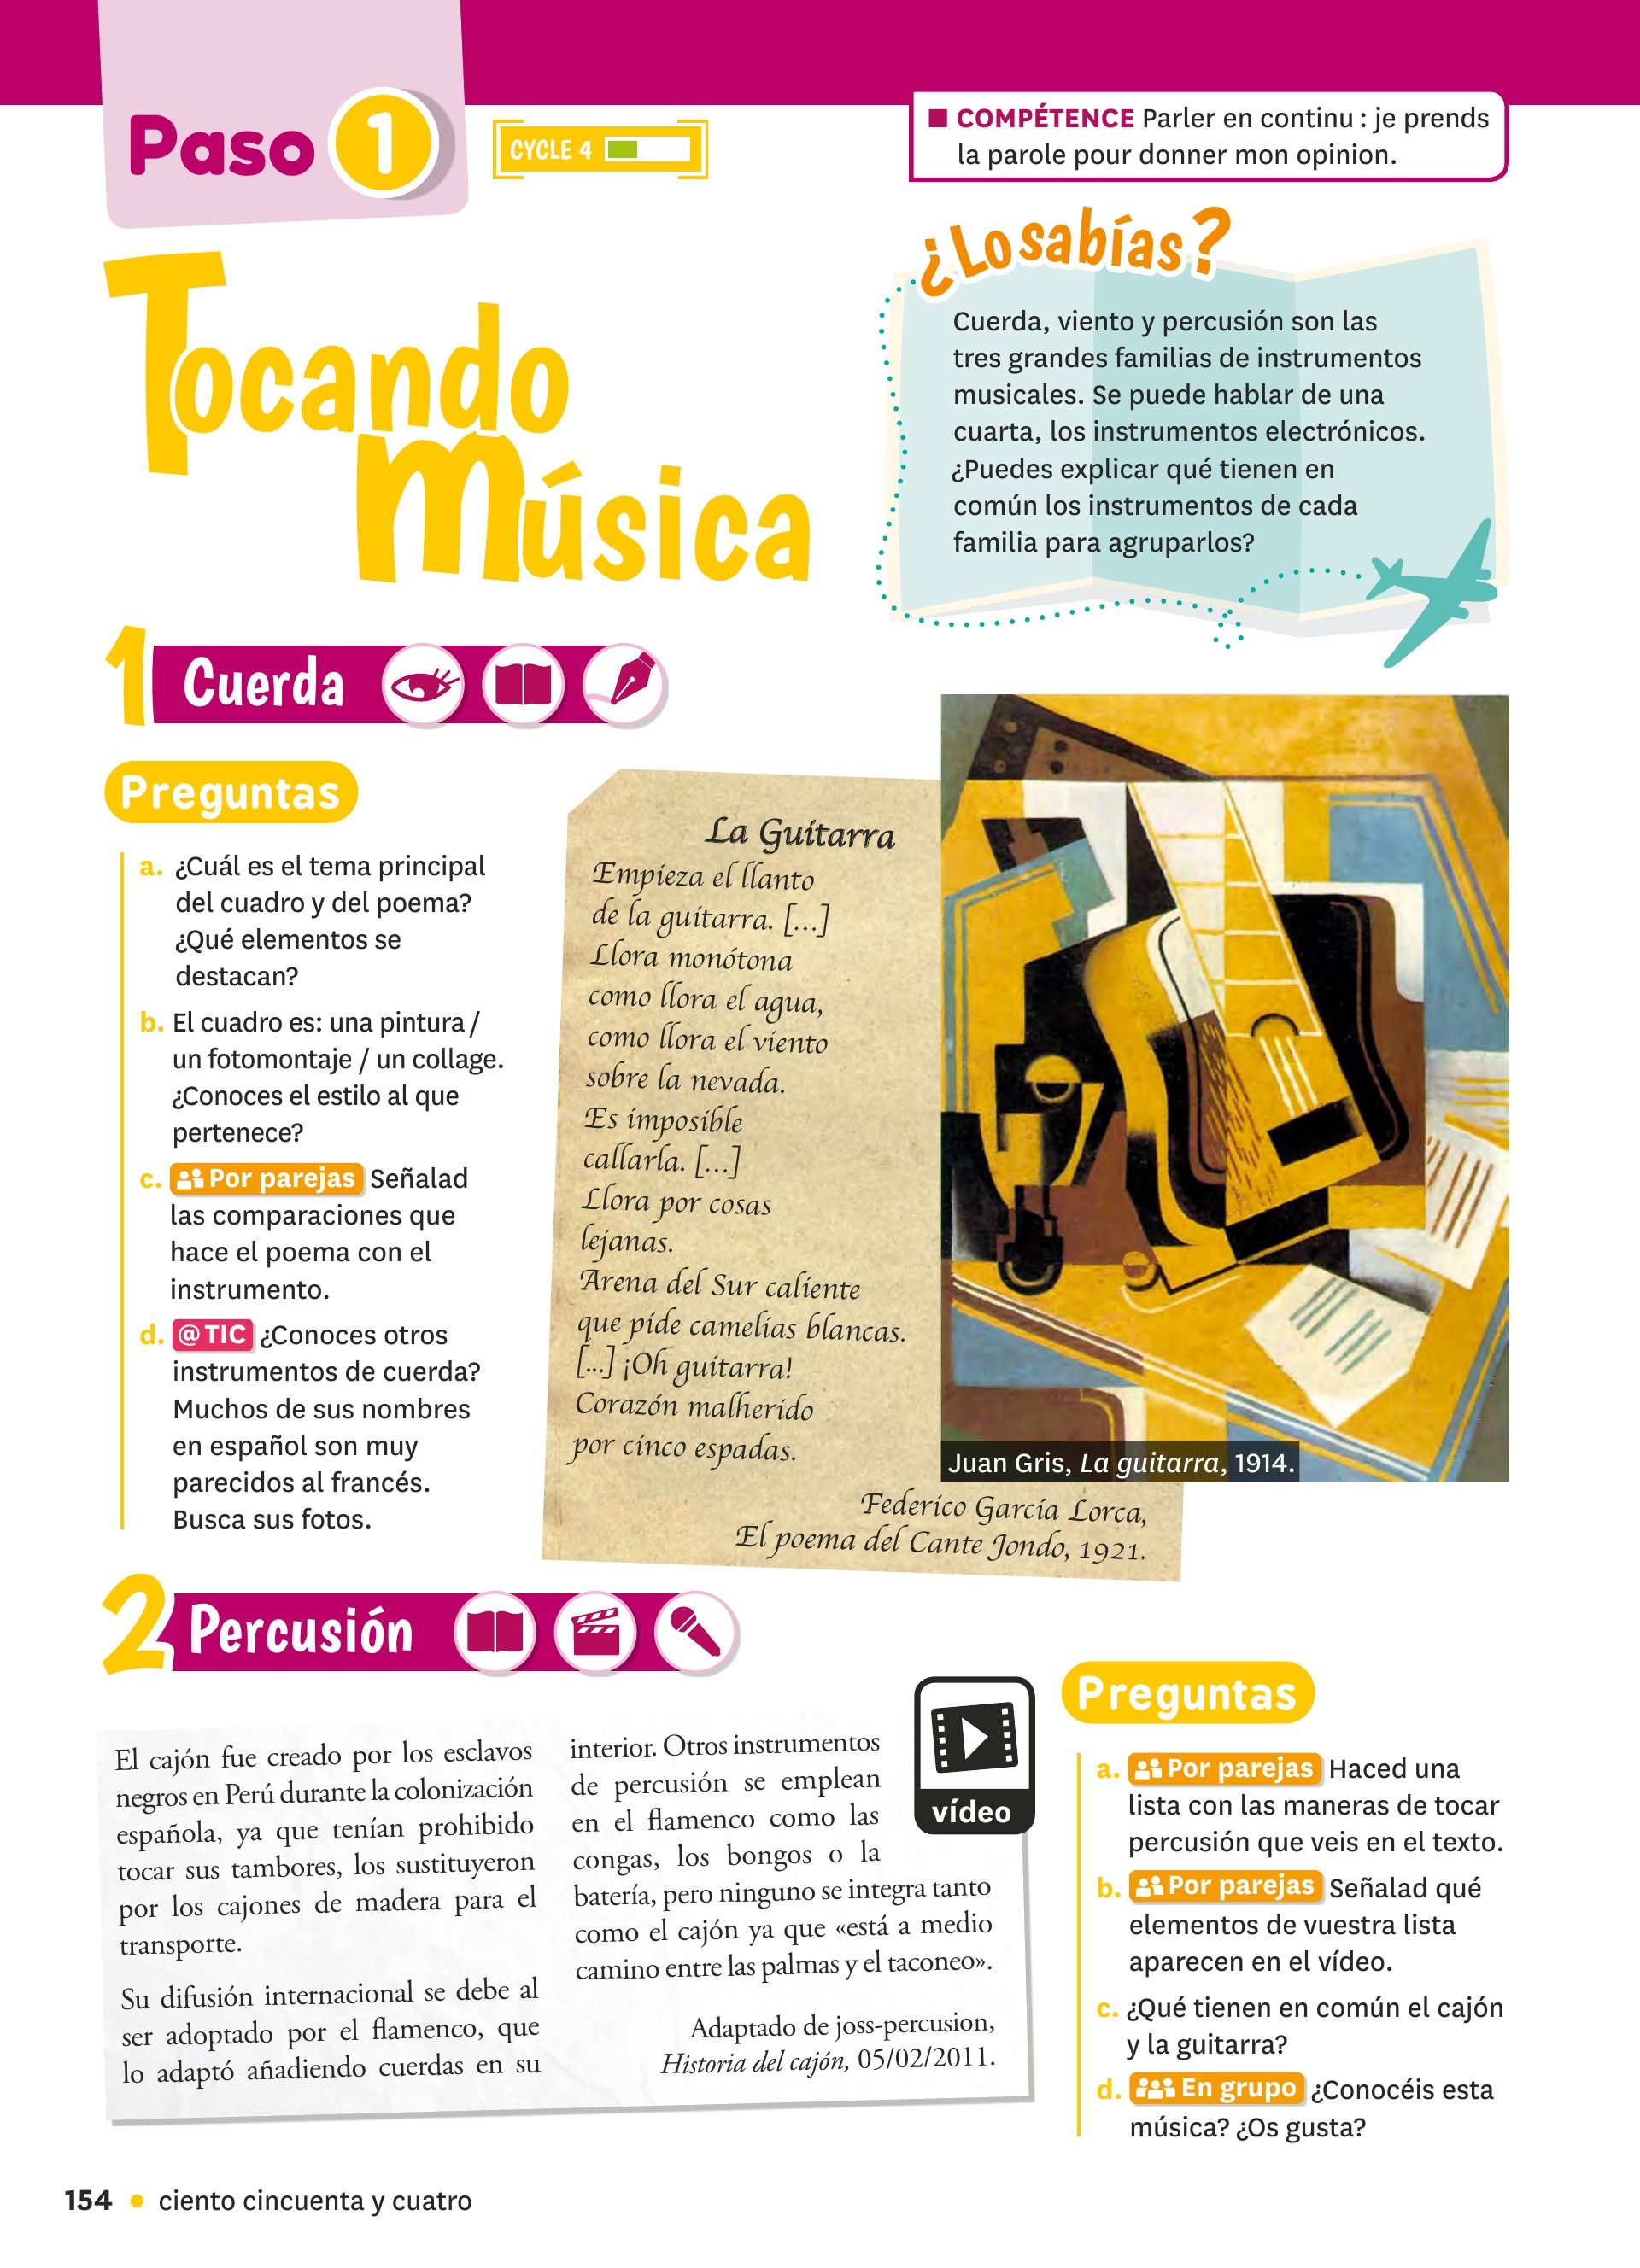 Paso 1
CYCLE 4
■ COMPÉTENCE Parler en continu : je prends
la parole pour donner mon opinion.
Tocando
música
¿Lo sabías?
Cuerda, viento y percusión son las
tres grandes familias de instrumentos
musicales. Se puede hablar de una
cuarta, los instrumentos electrónicos.
¿Puedes explicar qué tienen en
común los instrumentos de cada
familia para agruparlos?
1 Cuerda
Preguntas
a. ¿Cuál es el tema principal
del cuadro y del poema?
¿Qué elementos se
destacan?
b. El cuadro es: una pintura /
un fotomontaje / un collage.
¿Conoces el estilo al que
pertenece?
c. Por parejas Señalad
las comparaciones que
hace el poema con el
instrumento.
d. @TIC ¿Conoces otros
instrumentos de cuerda?
Muchos de sus nombres
en español son muy
parecidos al francés.
Busca sus fotos.
La Guitarra
Empieza el llanto
de la guitarra. [...]
Llora monótona
como llora el agua,
como llora el viento
sobre la nevada.
Es imposible
callarla. [...]
Llora por cosas
lejanas.
Arena del Sur caliente
que pide camelias blancas.
[...] ¡Oh guitarra!
Corazón malherido
por cinco espadas.
Federico García Lorca,
El poema del Cante Jondo, 1921.
Juan Gris, La guitarra, 1914.
2 Percusión
El cajón fue creado por los esclavos
negros en Perú durante la colonización
española, ya que tenían prohibido
tocar sus tambores, los sustituyeron
por los cajones de madera para el
transporte.
Su difusión internacional se debe al
ser adoptado por el flamenco, que
lo adaptó añadiendo cuerdas en su
interior. Otros instrumentos
de percusión se emplean
en el flamenco como las
congas, los bongos o la
batería, pero ninguno se integra tanto
como el cajón ya que «está a medio
camino entre las palmas y el taconeo».
Adaptado de joss-percusion,
Historia del cajón, 05/02/2011.
vídeo
Preguntas
a. Por parejas Haced una
lista con las maneras de tocar
percusión que veis en el texto.
b. Por parejas Señalad qué
elementos de vuestra lista
aparecen en el vídeo.
c. ¿Qué tienen en común el cajón
y la guitarra?
d. En grupo ¿Conocéis esta
música? ¿Os gusta?
154 • ciento cincuenta y cuatro